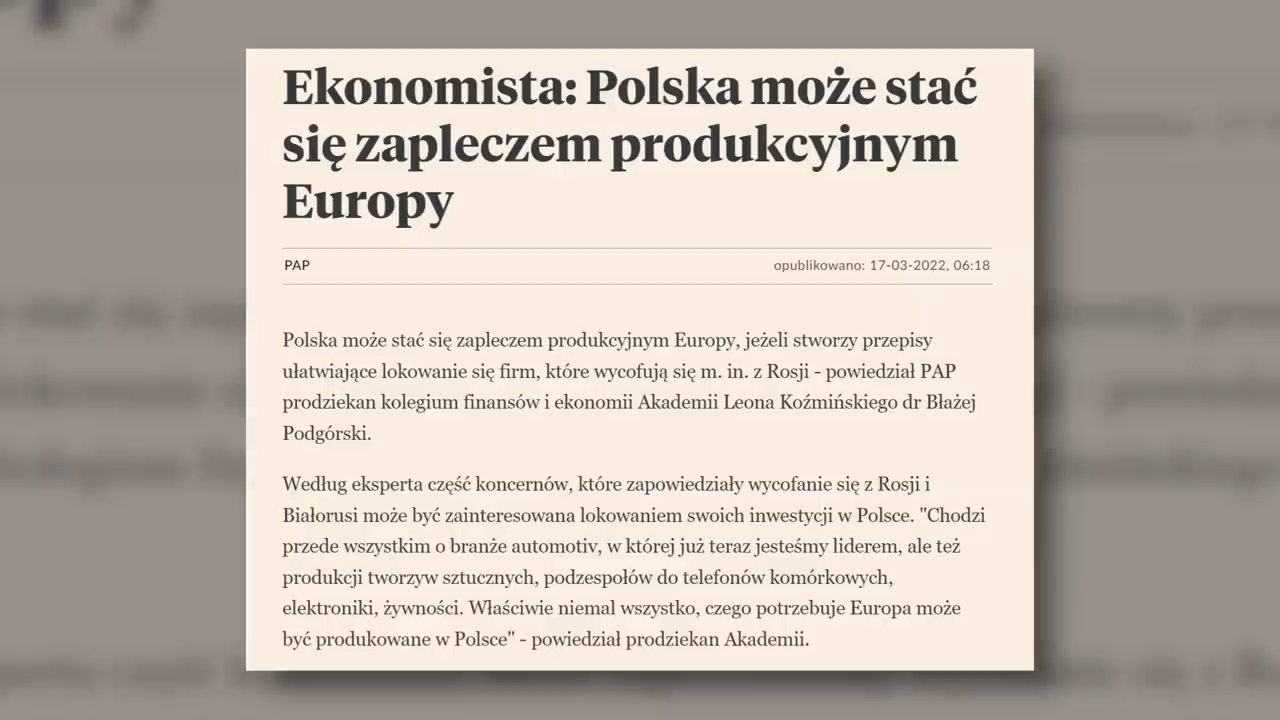 Ekonomista: Polska może stać
się zapleczem produkcyjnym
Europy
PAP
opublikowano: 17-03-2022, 06:18
Polska może stać się zapleczem produkcyjnym Europy, jeżeli stworzy przepisy
ułatwiające lokowanie się firm, które wycofują się m. in. z Rosji - powiedział PAP
prodziekan kolegium finansów i ekonomii Akademii Leona Koźmińskiego dr Błażej
Podgórski.
Według eksperta część koncernów, które zapowiedziały wycofanie się z Rosji i
Białorusi może być zainteresowana lokowaniem swoich inwestycji w Polsce. "Chodzi
przede wszystkim o branże automotiv, w której już teraz jesteśmy liderem, ale też
produkcji tworzyw sztucznych, podzespołów do telefonów komórkowych,
elektroniki, żywności. Właściwie niemal wszystko, czego potrzebuje Europa może
być produkowane w Polsce" - powiedział prodziekan Akademii.